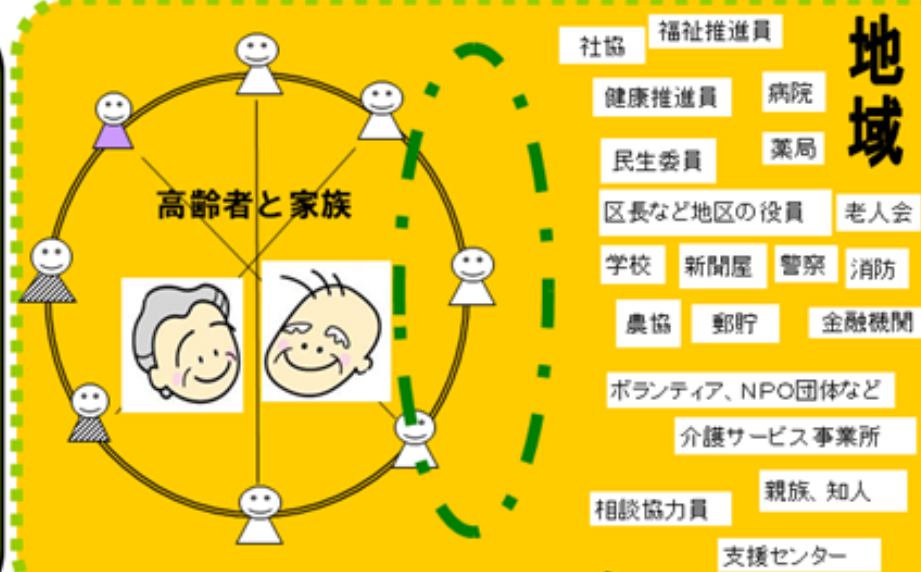 地域
社協
福祉推進員
健康推進員
病院
民生委員
薬局
区長など地区の役員
老人会
学校
新聞屋
警察
消防
農協
郵貯
金融機関
ボランティア、NPO団体など
介護サービス事業所
親族、知人
相談協力員
支援センター
高齢者と家族